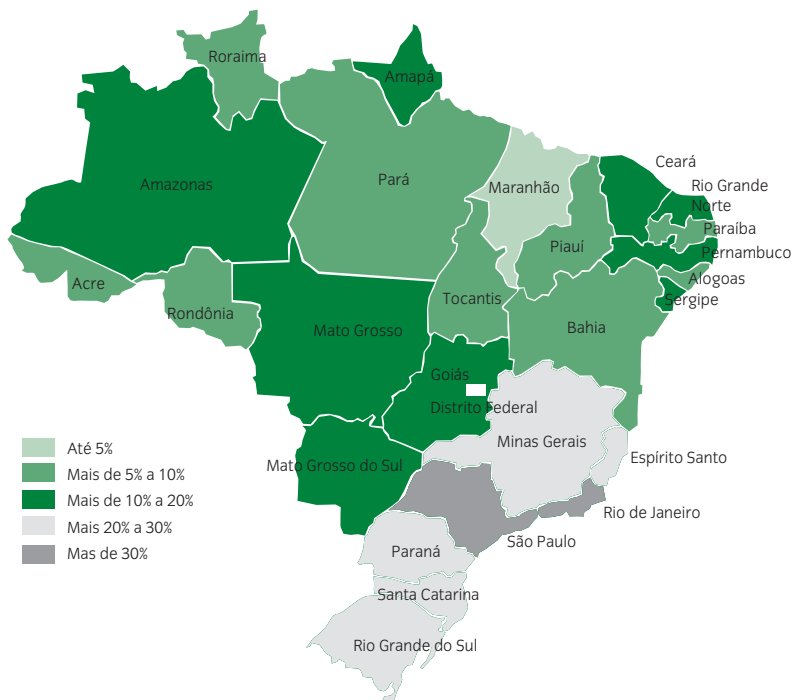 Roraima
Amapá
Amazonas
Pará
Maranhão
Ceará
Rio Grande
Norte
Paraíba
Piauí
Pernambuco
Acre
Alogoas
Rondônia
Tocantis
Sergipe
Mato Grosso
Bahia
Goiás
Distrito Federal
Minas Gerais
Mato Grosso do Sul
Espírito Santo
Rio de Janeiro
São Paulo
Paraná
Santa Catarina
Rio Grande do Sul
Até 5%
Mais de 5% a 10%
Mais de 10% a 20%
Mais 20% a 30%
Mas de 30%